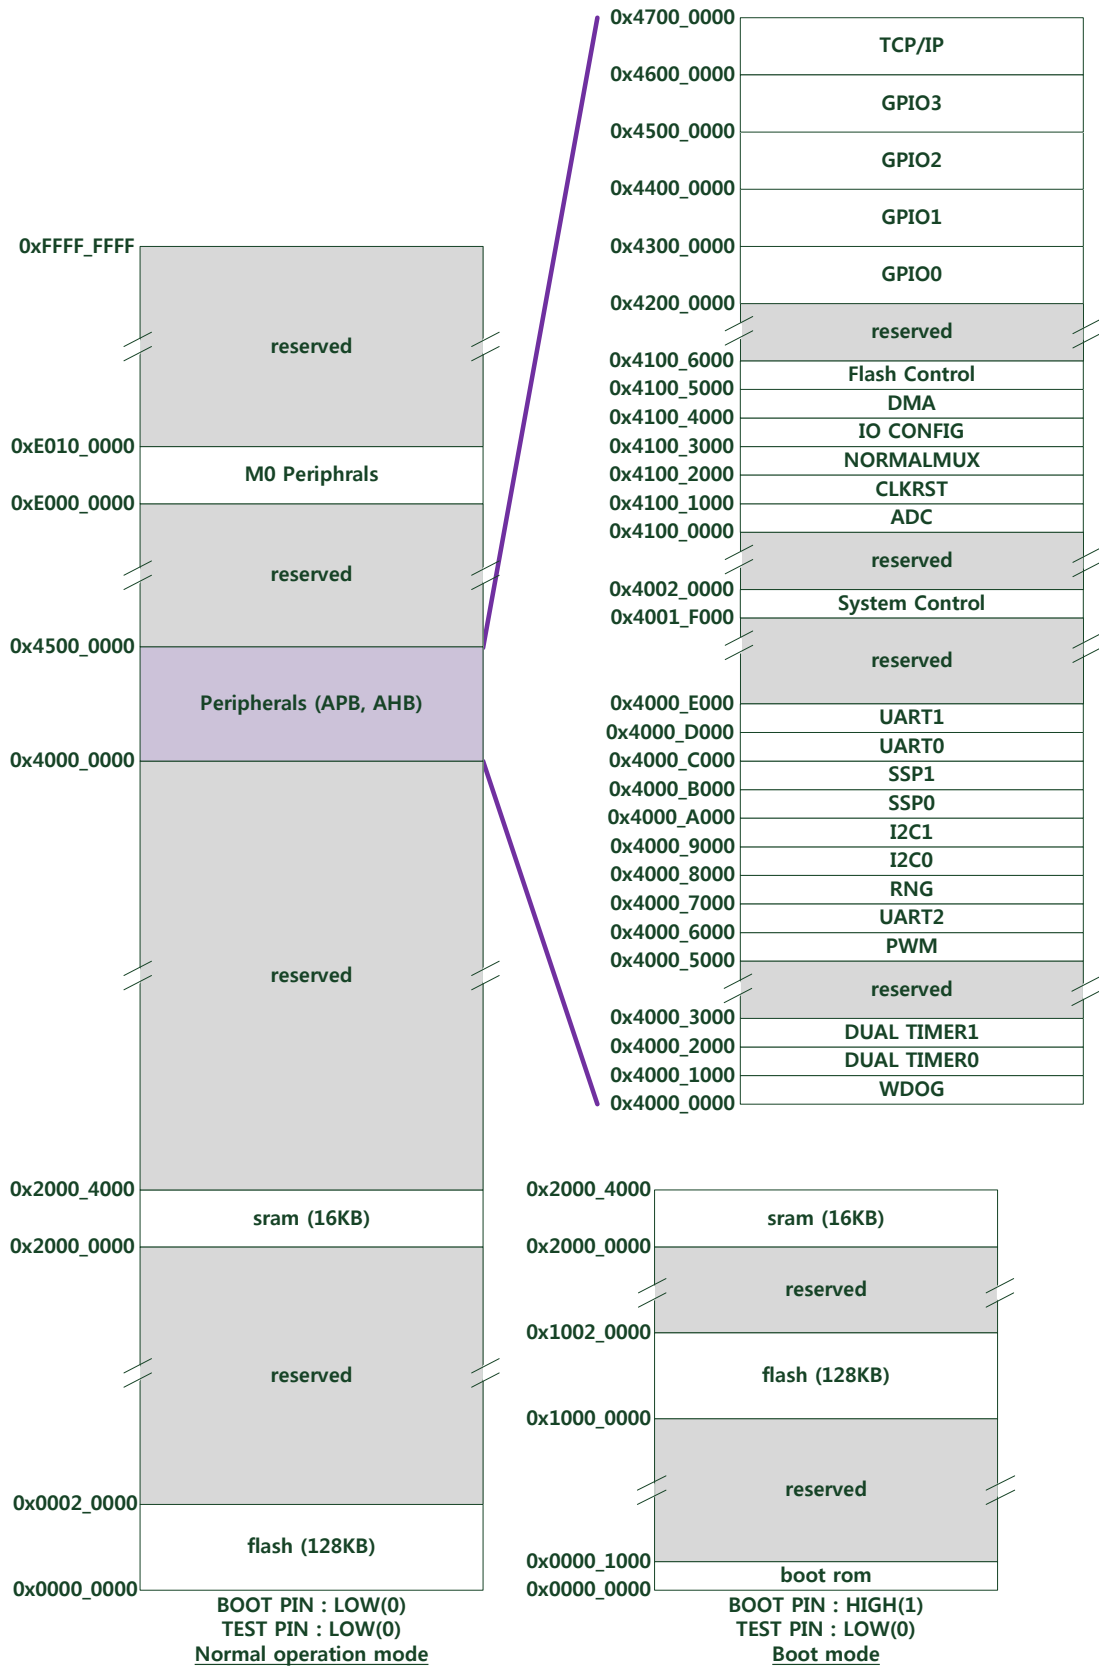 0x4700_0000
TCP/IP
0x4600_0000
GPIO3
0x4500_0000
GPIO2
0x4400_0000
GPIO1
0x4300_0000
GPIO0
0x4200_0000
reserved
0x4100_6000
Flash Control
0x4100_5000
DMA
0x4100_4000
IO CONFIG
0x4100_3000
NORMALMUX
0x4100_2000
CLKRST
0x4100_1000
ADC
0x4100_0000
reserved
0x4002_0000
System Control
0x4001_F000
reserved
0x4000_E000
UART1
0x4000_D000
UART0
0x4000_C000
SSP1
0x4000_B000
SSP0
0x4000_A000
I2C1
0x4000_9000
I2C0
0x4000_8000
RNG
0x4000_7000
UART2
0x4000_6000
PWM
0x4000_5000
reserved
0x4000_3000
DUAL TIMER1
0x4000_2000
DUAL TIMER0
0x4000_1000
WDOG
0x4000_0000
0xFFFF_FFFF
reserved
0xE010_0000
M0 Periphrals
0xE000_0000
reserved
0x4500_0000
Peripherals (APB, AHB)
0x4000_0000
reserved
0x2000_4000
sram (16KB)
0x2000_0000
reserved
0x0002_0000
flash (128KB)
0x0000_0000
BOOT PIN : LOW(0)
TEST PIN : LOW(0)
Normal operation mode
0x2000_4000
sram (16KB)
0x2000_0000
reserved
0x1002_0000
flash (128KB)
0x1000_0000
reserved
0x0000_1000
boot rom
0x0000_0000
BOOT PIN : HIGH(1)
TEST PIN : LOW(0)
Boot mode